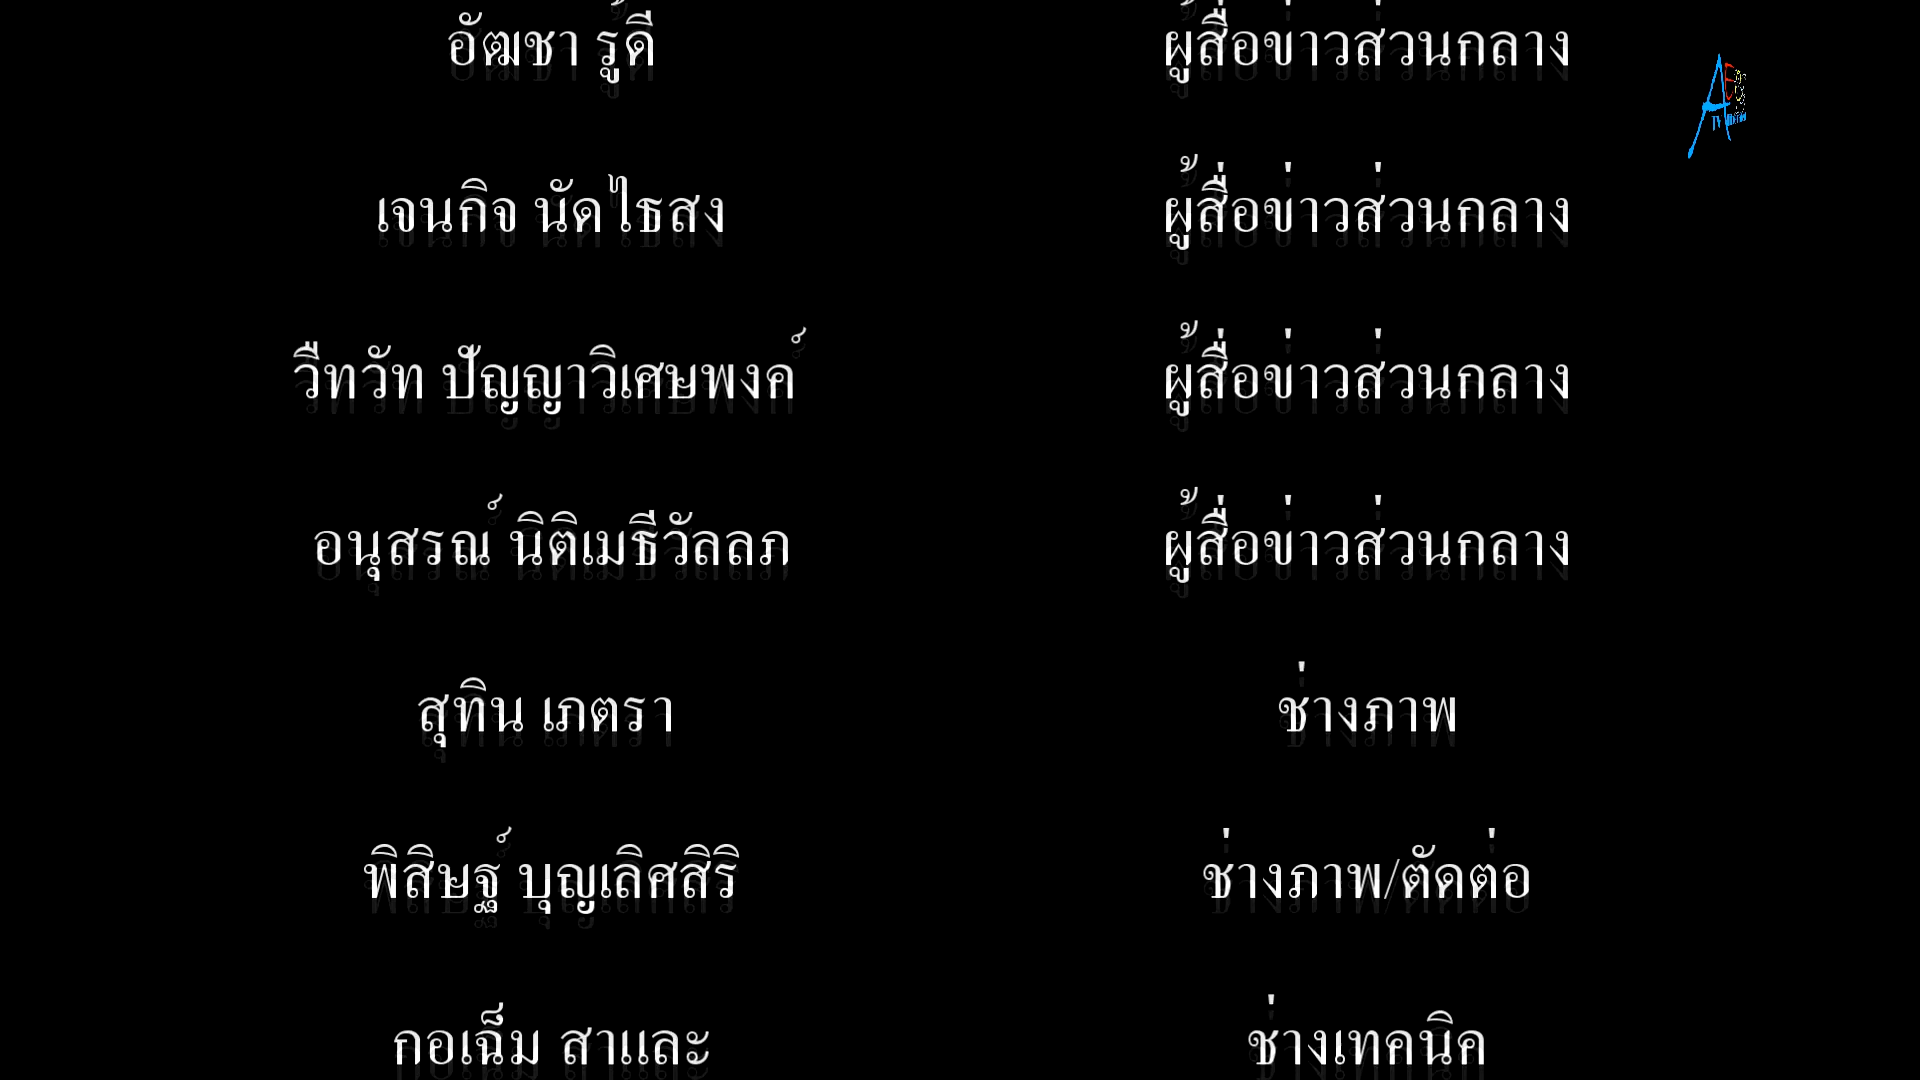 อัฒชา รู้ดี ผู้สื่อข่าวส่วนกลาง
เจนกิจ นัดไธสง ผู้สื่อข่าวส่วนกลาง
วืทวัท ปัญญาวิเศษพงค์ ผู้สื่อข่าวส่วนกลาง
อนุสรณ์ นิติเมธีวัลลภ ผู้สื่อข่าวส่วนกลาง
สุทิน เภตรา ช่างภาพ
พิสิษฐ์ บุญเลิศสิริ ช่างภาพ/ตัดต่อ
กอเฉ็ม สาและ ช่างเทคนิค